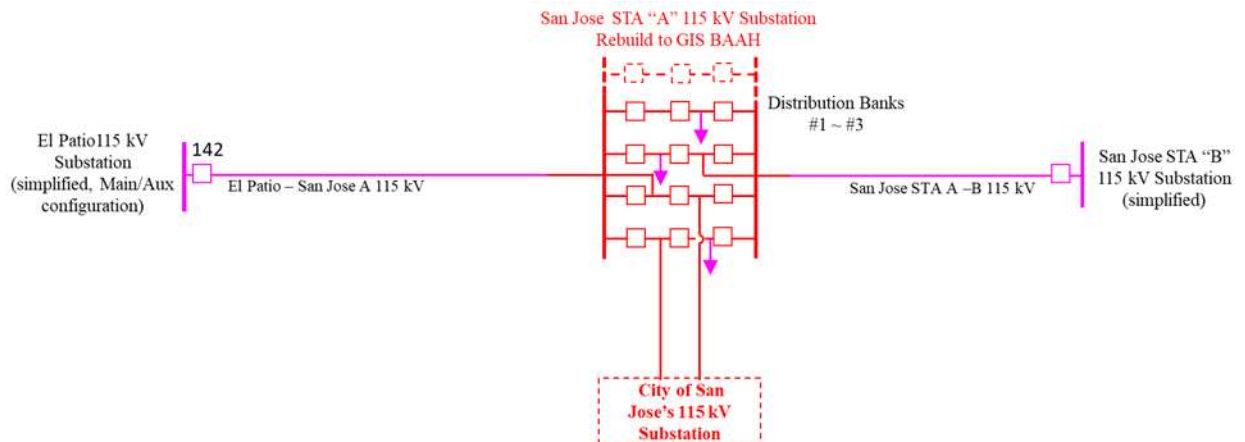 San Jose STA “A” 115 kV Substation
Rebuild to GIS BAAH
Distribution Banks
#1 ~ #3
El Patio115 kV
Substation
(simplified, Main/Aux
configuration)
142
El Patio – San Jose A 115 kV
San Jose STA A –B 115 kV
San Jose STA “B”
115 kV Substation
(simplified)
City of San
Jose’s 115 kV
Substation